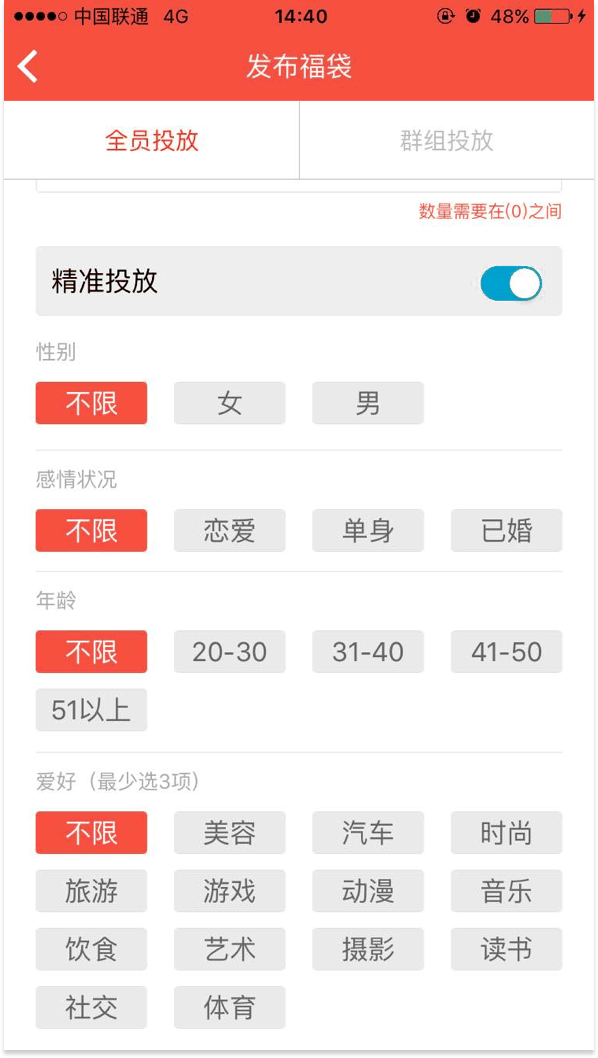 中国联通 4G 14:40 48%
发布福袋
全员投放 群组投放
数量需要在(0)之间
精准投放
性别
不限 女 男
感情状况
不限 恋爱 单身 已婚
年龄
不限 20-30 31-40 41-50
51以上
爱好（最少选3项）
不限 美容 汽车 时尚
旅游 游戏 动漫 音乐
饮食 艺术 摄影 读书
社交 体育